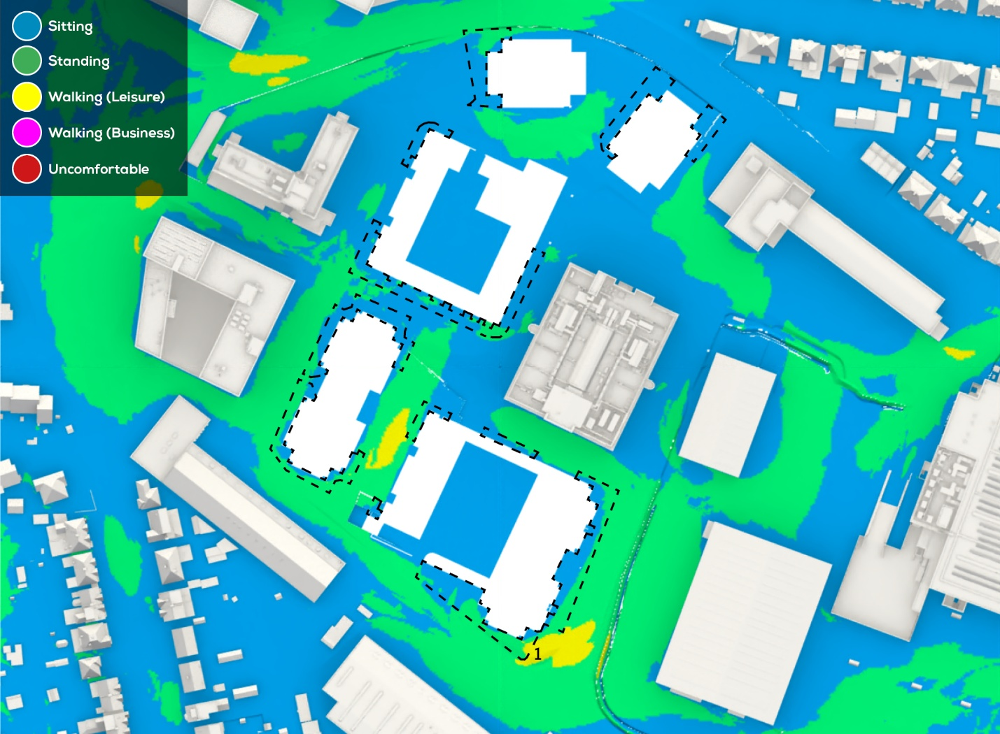 Sitting
Standing
Walking (Leisure)
Walking (Business)
Uncomfortable
1